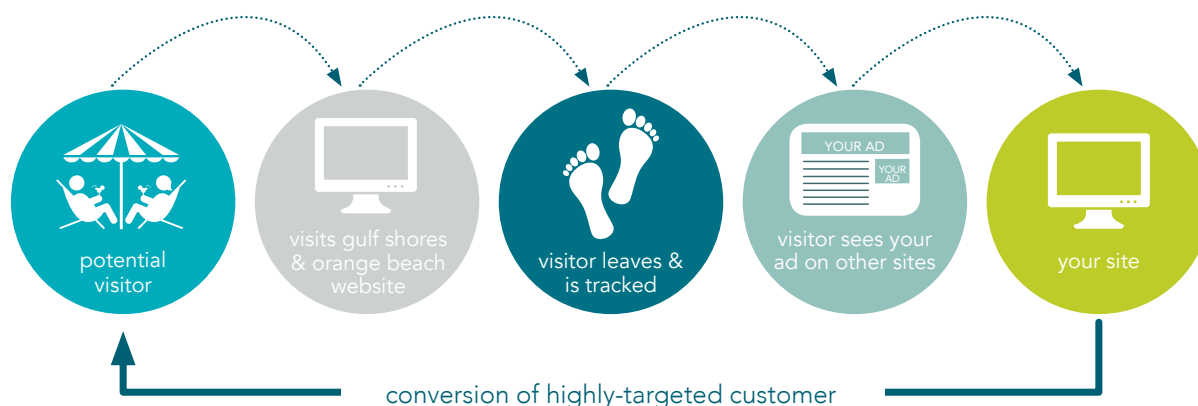 potential
visitor
visits gulf shores
& orange beach
website
visitor leaves &
is tracked
YOUR AD
YOUR
AD
visitor sees your
ad on other sites
your site
conversion of highly-targeted customer